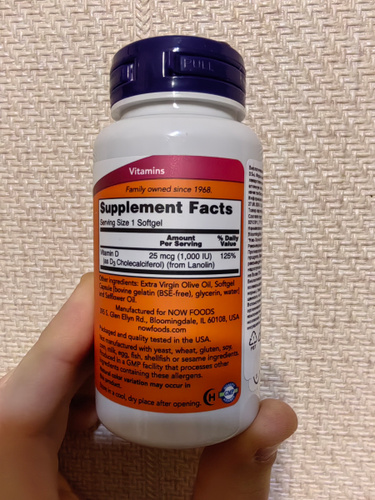 PULL
Vitamins
Family owned since 1968.
Supplement Facts
Serving Size 1 Softgel
Amount Per Serving
% Daily Value
Vitamin D 25 mcg (1,000 IU) 125%
(as D3 Cholecalciferol) (from Lanolin)
Other ingredients: Extra Virgin Olive Oil, Softgel
Capsule [bovine gelatin (BSE-free), glycerin, water]
and Safflower Oil.
Manufactured for NOW FOODS
S. Glen Ellyn Rd., Bloomingdale, IL 60108, USA
nowfoods.com
Packaged and quality tested in the USA.
Not manufactured with yeast, wheat, gluten, soy,
milk, egg, fish, shellfish or sesame ingredients.
in a GMP facility that processes other
ingredients containing these allergens.
color variation may occur in
product.
in a cool, dry place after opening.